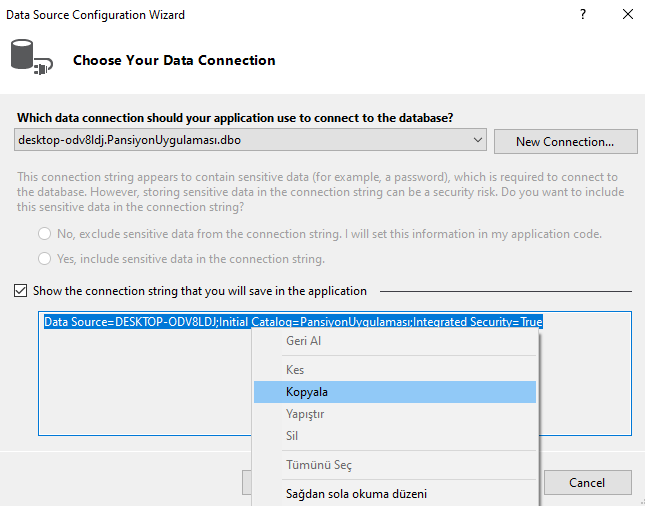 Data Source Configuration Wizard
?
Choose Your Data Connection
Which data connection should your application use to connect to the database?
desktop-odv8ldj.PansiyonUygulaması.dbo
New Connection...
This connection string appears to contain sensitive data (for example, a password), which is required to connect to
the database. However, storing sensitive data in the connection string can be a security risk. Do you want to include
this sensitive data in the connection string?
No, exclude sensitive data from the connection string. I will set this information in my application code.
Yes, include sensitive data in the connection string.
Show the connection string that you will save in the application
Data Source=DESKTOP-ODV8LDJ;Initial Catalog=PansiyonUygulaması;Integrated Security=True
Geri Al
Kes
Kopyala
Yapıştır
Sil
Tümünü Seç
Sağdan sola okuma düzeni
Cancel